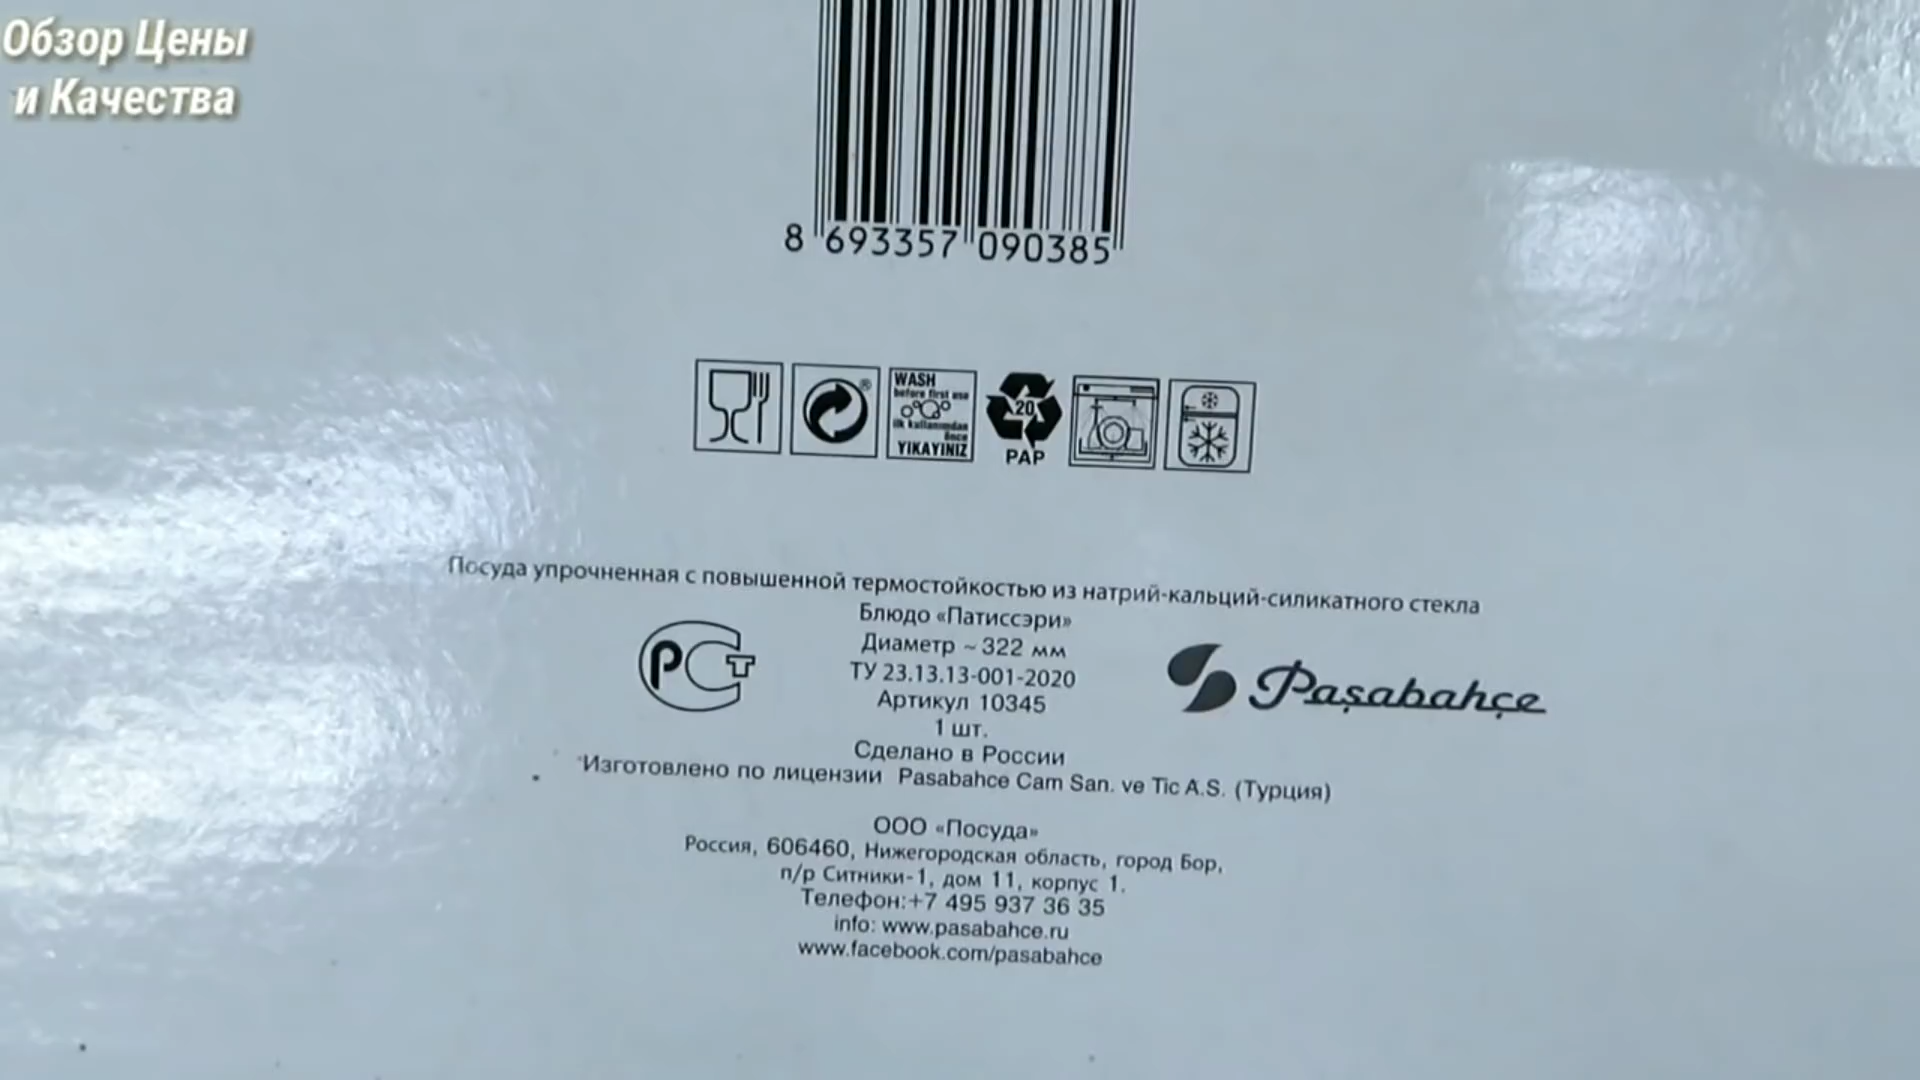 Обзор Цены
и Качества
8 693357 090385
WASH
before first use
ilk kullanımdan
önce
YIKAYINIZ
20
PAP
Посуда упрочненная с повышенной термостойкостью из натрий-кальций-силикатного стекла
Блюдо «Патиссэри»
Диаметр ~ 322 мм
ТУ 23.13.13-001-2020
Артикул 10345
1 шт.
Сделано в России
Изготовлено по лицензии Pasabahce Cam San. ve Tic A.S. (Турция)
РСТ
Paşabahçe
ООО «Посуда»
Россия, 606460, Нижегородская область, город Бор,
п/р Ситники-1, дом 11, корпус 1.
Телефон:+7 495 937 36 35
info: www.pasabahce.ru
www.facebook.com/pasabahce